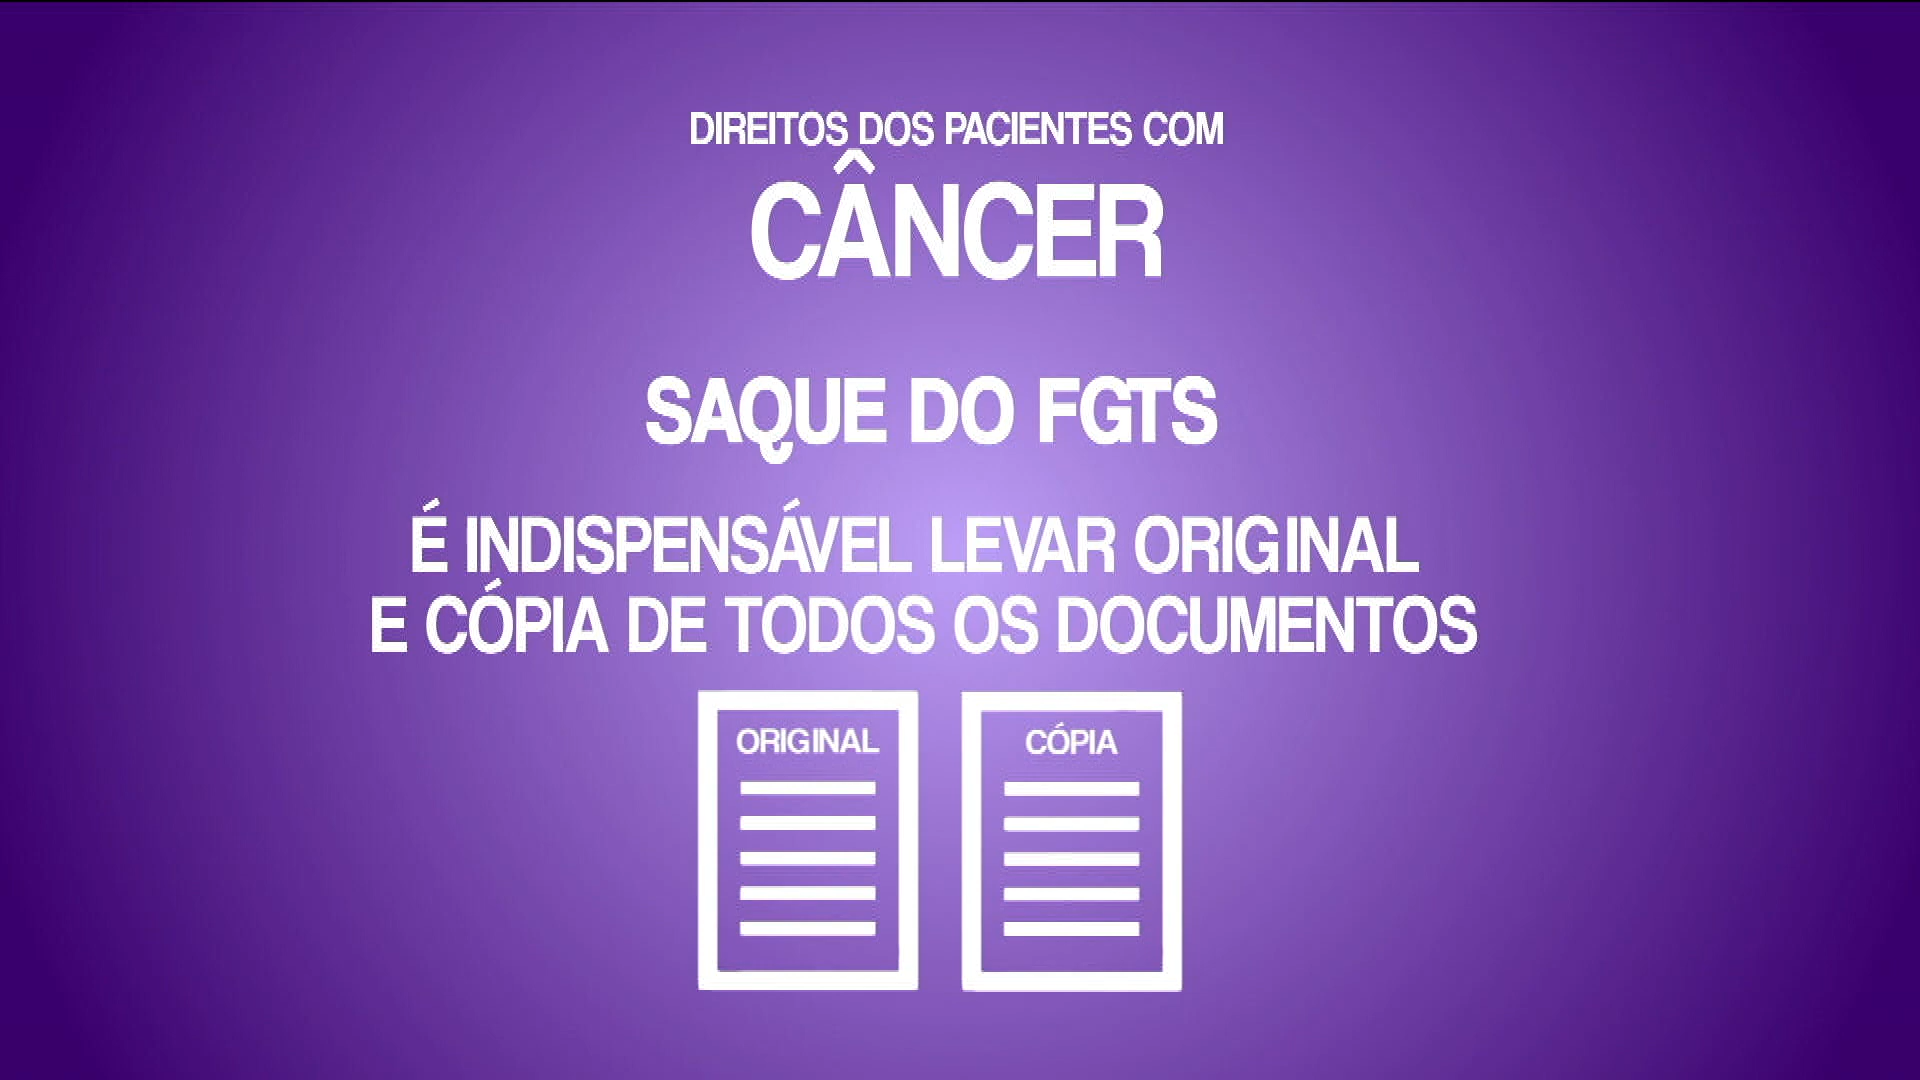 DIREITOS DOS PACIENTES COM
CÂNCER
SAQUE DO FGTS
É INDISPENSÁVEL LEVAR ORIGINAL
E CÓPIA DE TODOS OS DOCUMENTOS
ORIGINAL
CÓPIA